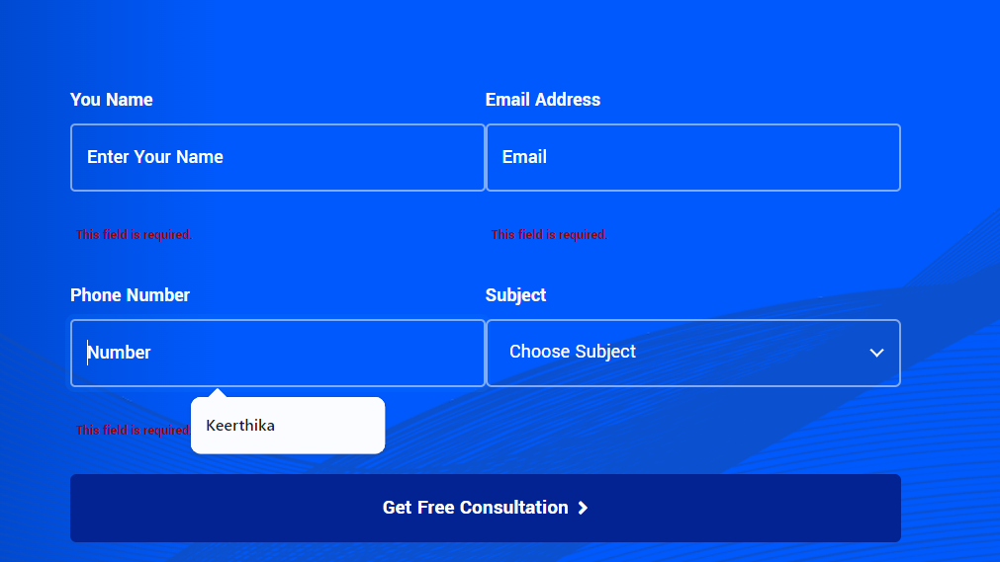 You Name
Email Address
Enter Your Name
Email
This field is required.
This field is required.
Phone Number
Subject
Number
Choose Subject
This field is required.
Keerthika
Get Free Consultation